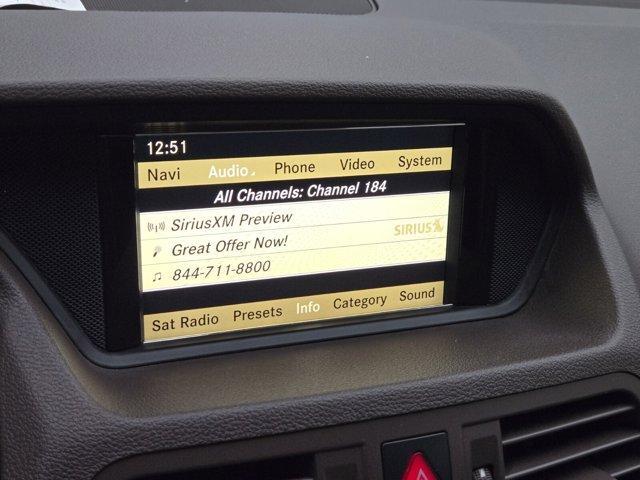 12:51
Navi Audio Phone Video System
All Channels: Channel 184
SiriusXM Preview
Great Offer Now!
SIRIUS
844-711-8800
Sat Radio Presets Info Category Sound